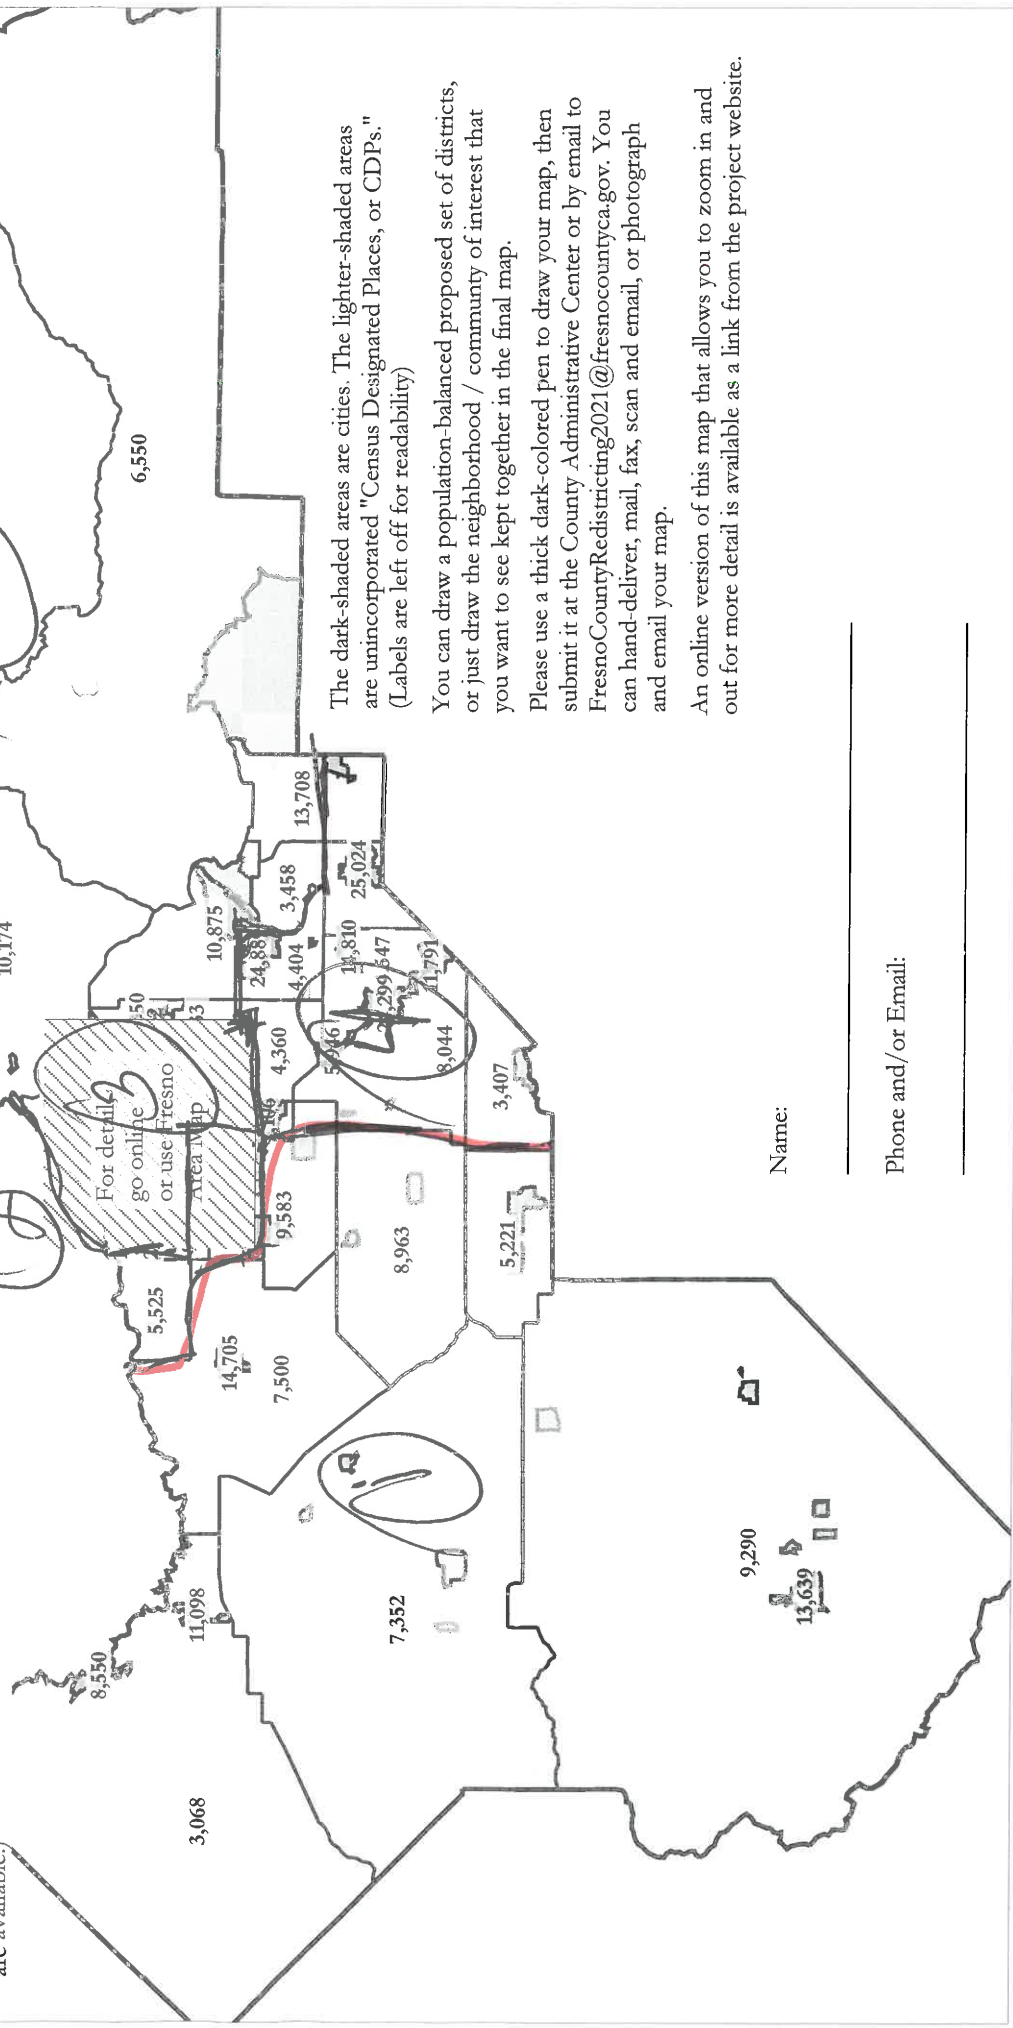 are available.)
3,068
8,550
11,098
7,352
14,705
7,500
5,525
For detail,
go online
or use Fresno
Area Map
3
9,583
8,963
5,221
3,407
4,360
8,044
4,404
3,458
10,875
13,708
14,810
25,024
6,550
10,174
1
4
9,290
13,639
The dark-shaded areas are cities. The lighter-shaded areas
are unincorporated "Census Designated Places, or CDPs."
(Labels are left off for readability)
You can draw a population-balanced proposed set of districts,
or just draw the neighborhood / community of interest that
you want to see kept together in the final map.
Please use a thick dark-colored pen to draw your map, then
submit it at the County Administrative Center or by email to
FresnoCountyRedistricting2021@fresnocountyca.gov. You
can hand-deliver, mail, fax, scan and email, or photograph
and email your map.
An online version of this map that allows you to zoom in and
out for more detail is available as a link from the project website.
Name:
Phone and/or Email: